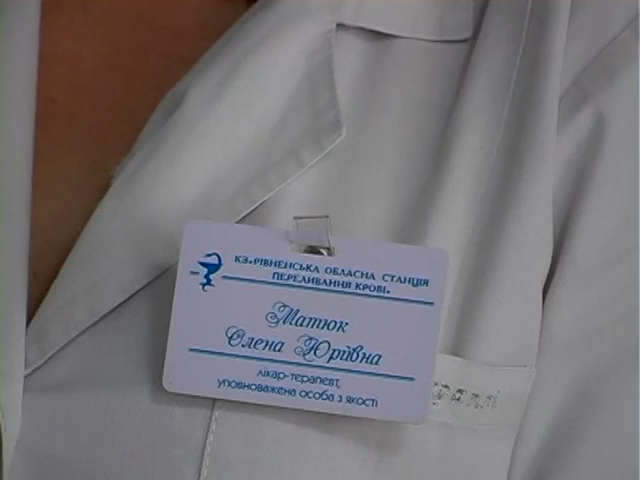 КЗ«РІВНЕНСЬКА ОБЛАСНА СТАНЦІЯ
ПЕРЕЛИВАННЯ КРОВІ»
Матюк
Олена Юріївна
лікар-терапевт,
уповноважена особа з якості